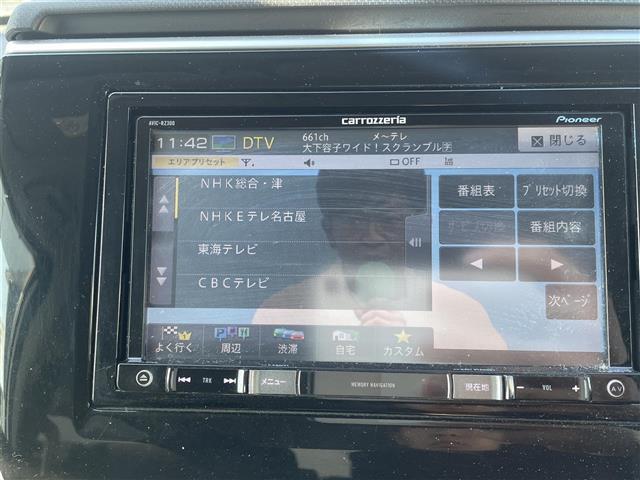 AVIC-RZ300
carrozzeria
Pioneer
11:42
DTV
661ch メ〜テレ
大下容子ワイド!スクランブル字
閉じる
エリアプリセット
OFF
NHK総合・津
NHKEテレ名古屋
東海テレビ
CBCテレビ
番組表
プリセット切換
番組内容
次ページ
よく行く
周辺
渋滞
自宅
カスタム
TRK
メニュー
MEMORY NAVIGATION
現在地
− VOL +
AV